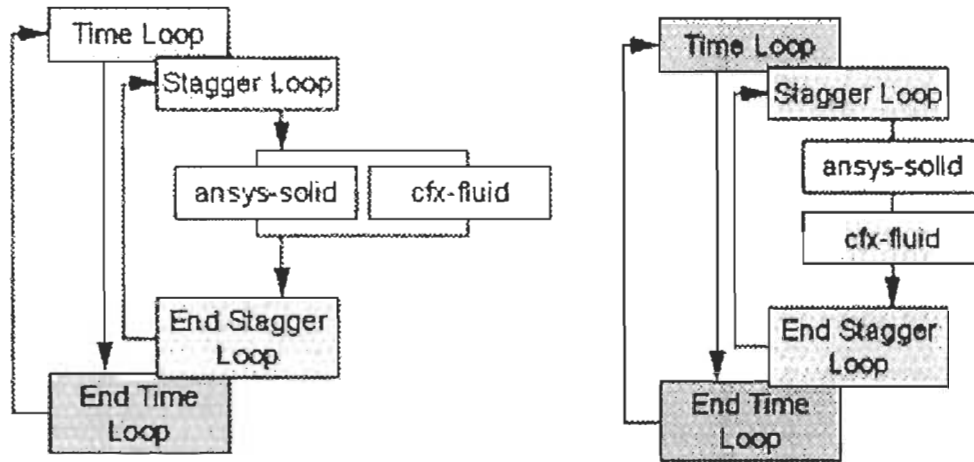 Time Loop
Stagger Loop
ansys-solid
cfx-fluid
End Stagger
Loop
End Time
Loop
Time Loop
Stagger Loop
ansys-solid
cfx-fluid
End Stagger
Loop
End Time
Loop